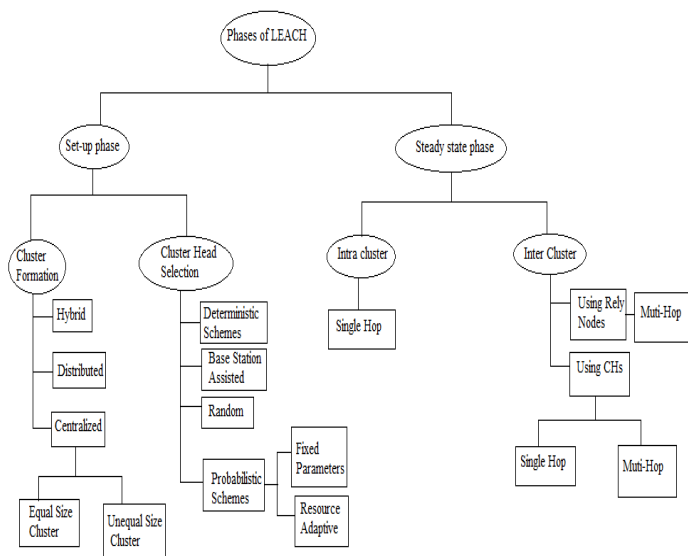 Phases of LEACH
Set-up phase
Steady state phase
Cluster
Formation
Cluster Head
Selection
Intra cluster
Inter Cluster
Hybrid
Distributed
Centralized
Equal Size
Cluster
Unequal Size
Cluster
Deterministic
Schemes
Base Station
Assisted
Random
Probabilistic
Schemes
Fixed
Parameters
Resource
Adaptive
Single Hop
Using Rely
Nodes
Muti-Hop
Using CHs
Single Hop
Muti-Hop